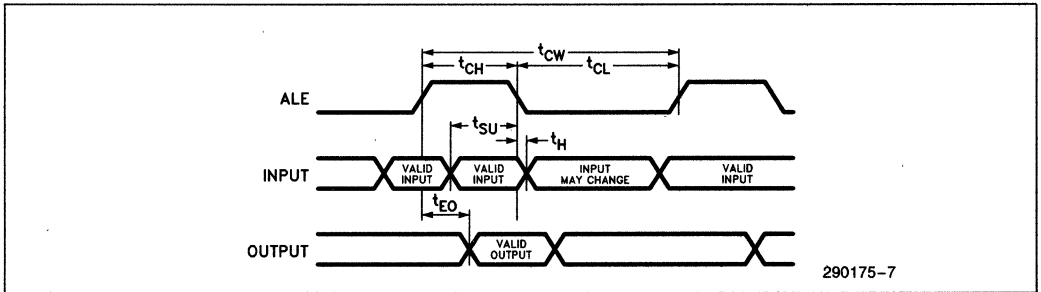 tCW
tCH
tCL
ALE
tSU
tH
INPUT
VALID INPUT
VALID INPUT
INPUT MAY CHANGE
VALID INPUT
tEO
OUTPUT
VALID OUTPUT
290175-7